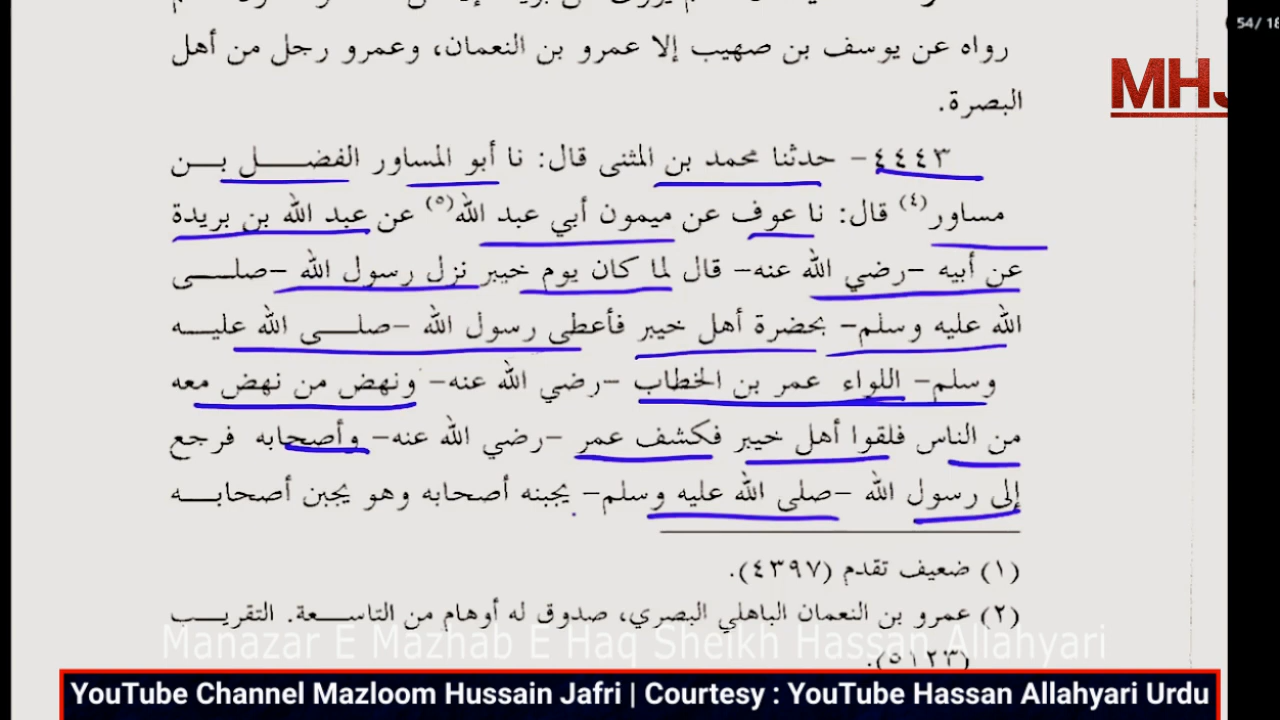 رواه عن يوسف بن صهيب إلا عمرو بن النعمان، وعمرو رجل من أهل
البصرة.
54/ 18
MHJ
٤٤٤٣– حدثنا محمد بن المثنى قال: نا أبو المساور الفضل بن
مساور(٤) قال: نا عوف عن ميمون أبي عبد الله(٥) عن عبد الله بن بريدة
عن أبيه –رضي الله عنه– قال لما كان يوم خيبر نزل رسول الله –صلى
الله عليه وسلم– بحضرة أهل خيبر فأعطى رسول الله –صلى الله عليه
وسلم– اللواء عمر بن الخطاب –رضي الله عنه– ونهض من نهض معه
من الناس فلقوا أهل خيبر فكشف عمر –رضي الله عنه– وأصحابه فرجع
إلى رسول الله –صلى الله عليه وسلم– يجبنه أصحابه وهو يجبن أصحابه
(١) ضعيف تقدم (٤٣٩٧).
(٢) عمرو بن النعمان الباهلي البصري، صدوق له أوهام من التاسعة. التقريب
(٥١٢٣).
Manazar E Mazhab E Haq Sheikh Hassan Allahyari
YouTube Channel Mazloom Hussain Jafri | Courtesy : YouTube Hassan Allahyari Urdu